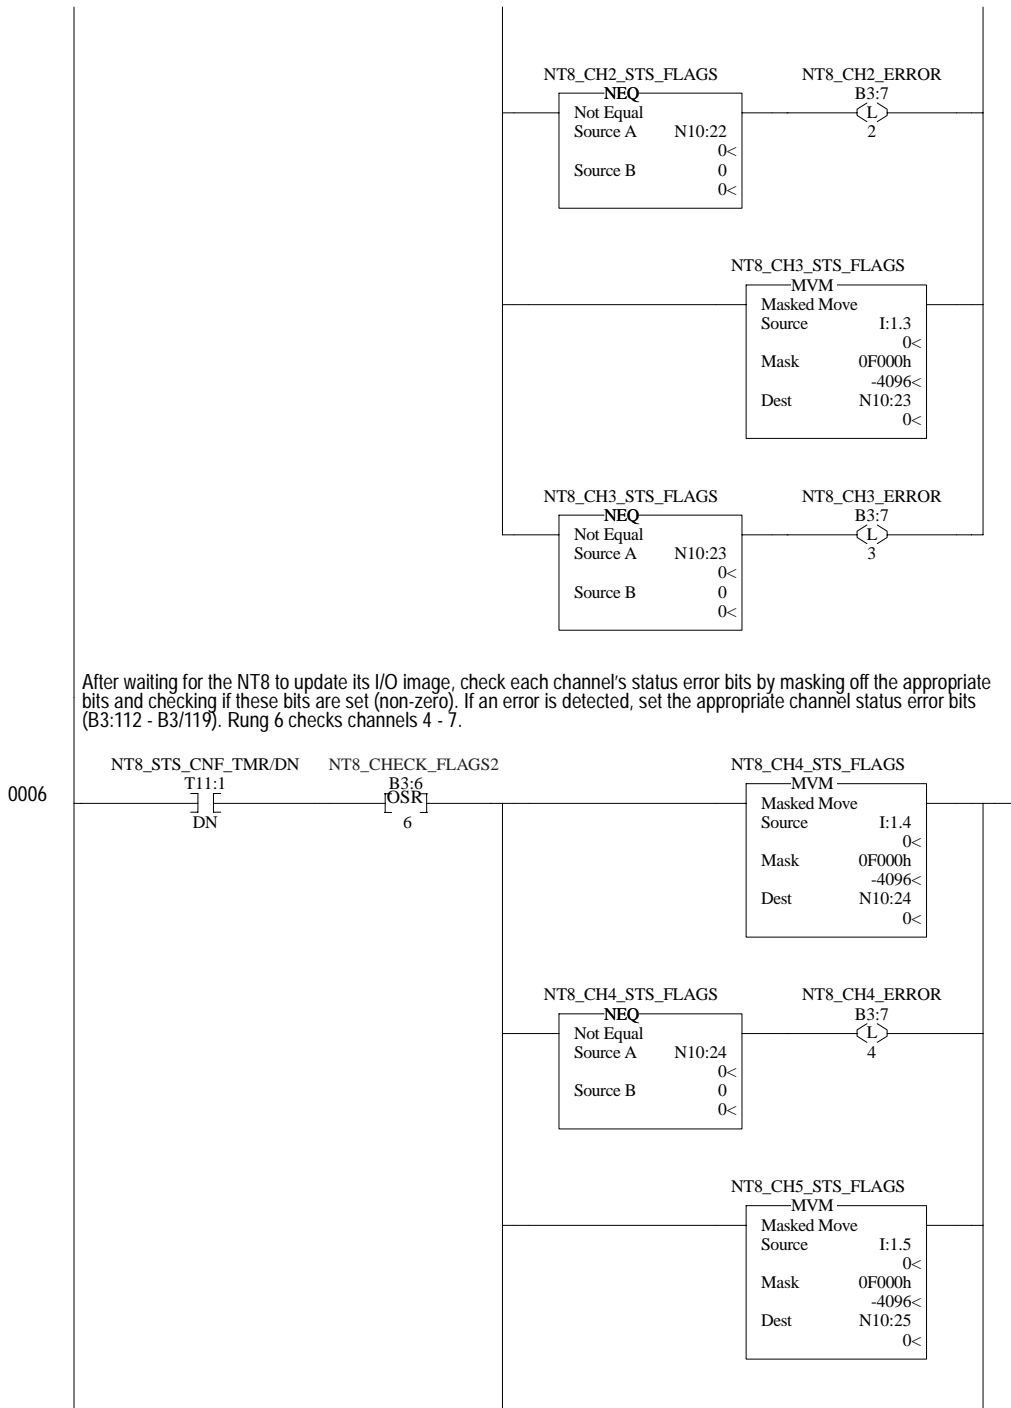 NT8_CH2_STS_FLAGS NT8_CH2_ERROR
NEQ B3:7
Not Equal L
Source A N10:22 2
0<
Source B 0
0<
NT8_CH3_STS_FLAGS
MVM
Masked Move
Source I:1.3
0<
Mask 0F000h
-4096<
Dest N10:23
0<
NT8_CH3_STS_FLAGS NT8_CH3_ERROR
NEQ B3:7
Not Equal L
Source A N10:23 3
0<
Source B 0
0<
After waiting for the NT8 to update its I/O image, check each channel's status error bits by masking off the appropriate
bits and checking if these bits are set (non-zero). If an error is detected, set the appropriate channel status error bits
(B3:112 - B3/119). Rung 6 checks channels 4 - 7.
NT8_STS_CNF_TMR/DN NT8_CHECK_FLAGS2 NT8_CH4_STS_FLAGS
T11:1 B3:6 MVM
0006 OSR Masked Move
DN 6 Source I:1.4
0<
Mask 0F000h
-4096<
Dest N10:24
0<
NT8_CH4_STS_FLAGS NT8_CH4_ERROR
NEQ B3:7
Not Equal L
Source A N10:24 4
0<
Source B 0
0<
NT8_CH5_STS_FLAGS
MVM
Masked Move
Source I:1.5
0<
Mask 0F000h
-4096<
Dest N10:25
0<